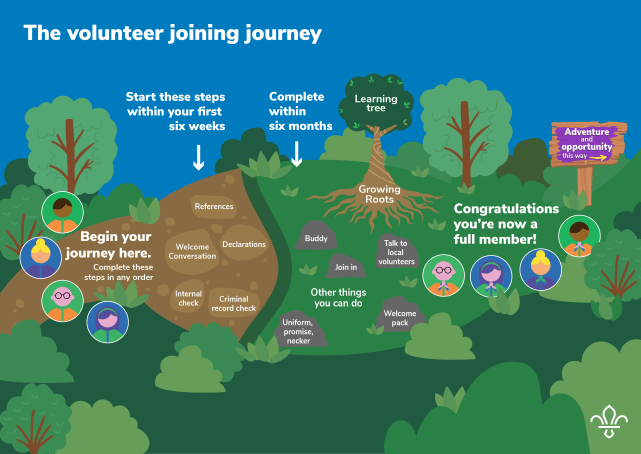 The volunteer joining journey
Start these steps
within your first
six weeks
Complete
within
six months
Learning
tree
Adventure
and
opportunity
this way
Growing
Roots
References
Begin your
journey here.
Complete these
steps in any order
Welcome
Conversation
Declarations
Internal
check
Criminal
record check
Buddy
Join in
Talk to
local
volunteers
Other things
you can do
Uniform,
promise,
necker
Welcome
pack
Congratulations
you're now a
full member!